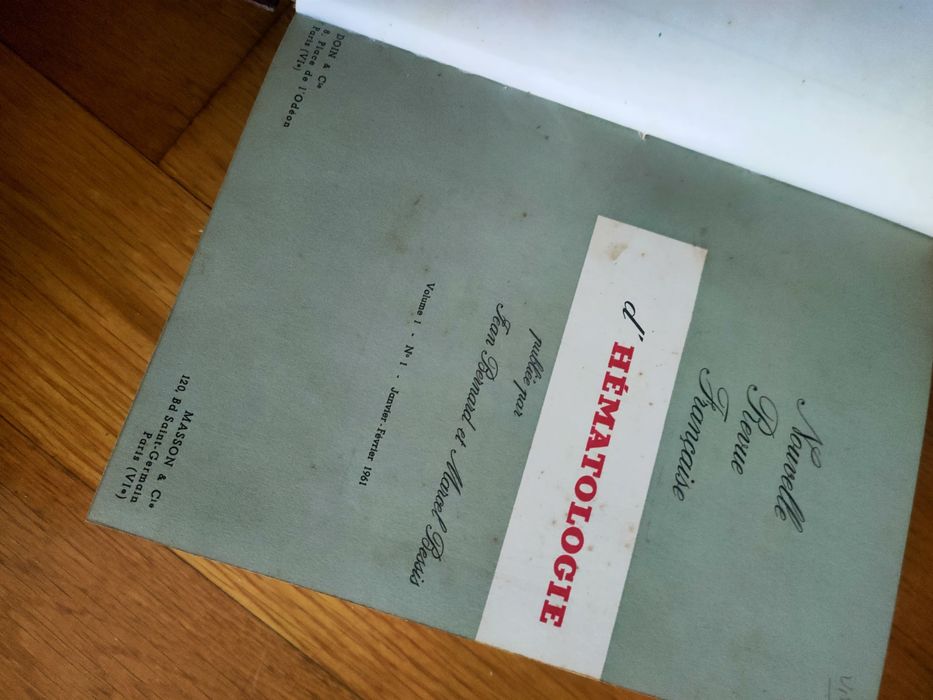 Nouvelle
Revue
Française
d'HÉMATOLOGIE
publiée par
Jean Bernard et Marcel Bessis
Volume 1 - N° 1 - Janvier-Février 1961
DOIN & Cie
8, Place de l'Odéon
Paris (VIe)
MASSON & Cie
120, Bd Saint-Germain
Paris (VIe)